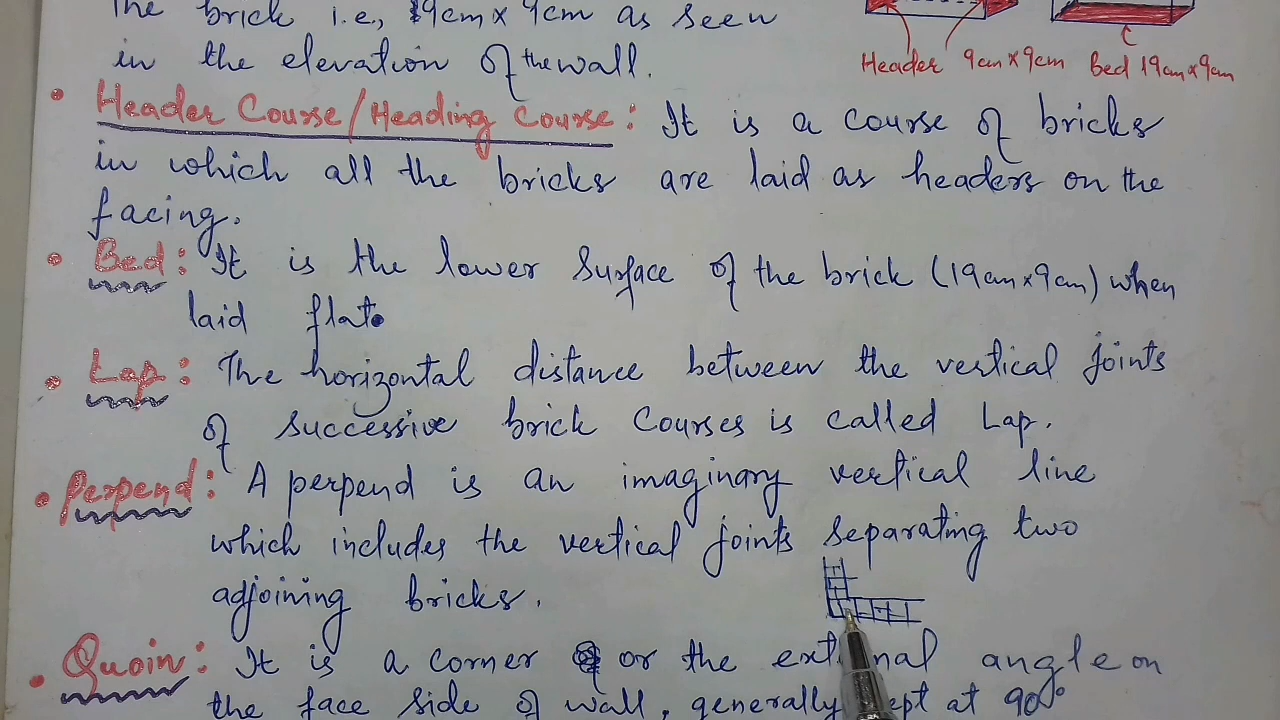 the brick i.e., 9cm x 9cm as seen
in the elevation of the wall.
Header 9cm x 9cm Bed 19cm x 9cm
• Header Course/Heading Course: It is a course of bricks
in which all the bricks are laid as headers on the
facing.
• Bed: It is the lower surface of the brick (19cm x 9cm) when
laid flat.
• Lap: The horizontal distance between the vertical joints
of successive brick courses is called Lap.
• Perpend: A perpend is an imaginary vertical line
which includes the vertical joints separating two
adjoining bricks.
• Quoin: It is a corner or the external angle on
the face side of wall, generally kept at 90°